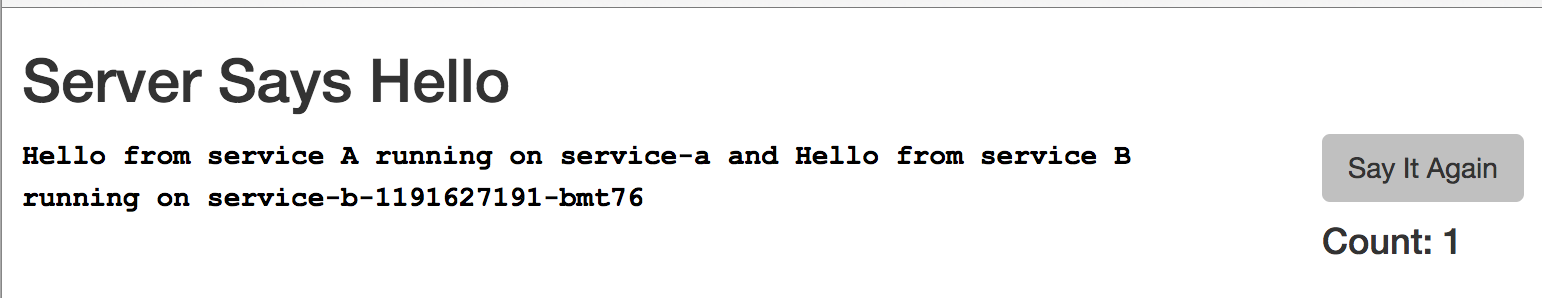 Server Says Hello
Hello from service A running on service-a and Hello from service B
running on service-b-1191627191-bmt76
Say It Again
Count: 1